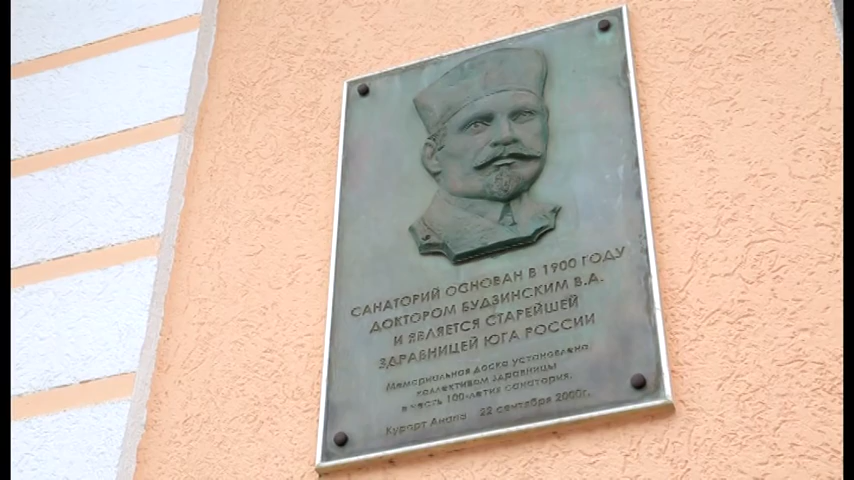 САНАТОРИЙ ОСНОВАН В 1900 ГОДУ
ДОКТОРОМ БУДЗИНСКИМ В.А.
И ЯВЛЯЕТСЯ СТАРЕЙШЕЙ
ЗДРАВНИЦЕЙ ЮГА РОССИИ
Мемориальная доска установлена
коллективом здравницы
в честь 100-летия санатория.
Курорт Анапа 22 сентября 2000г.